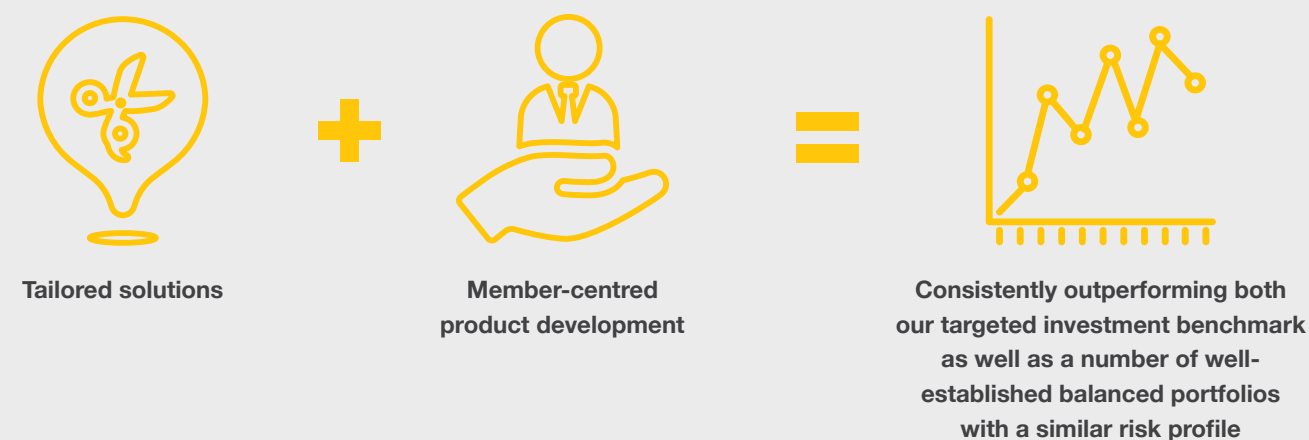 Tailored solutions
Member-centred
product development
Consistently outperforming both
our targeted investment benchmark
as well as a number of well-
established balanced portfolios
with a similar risk profile